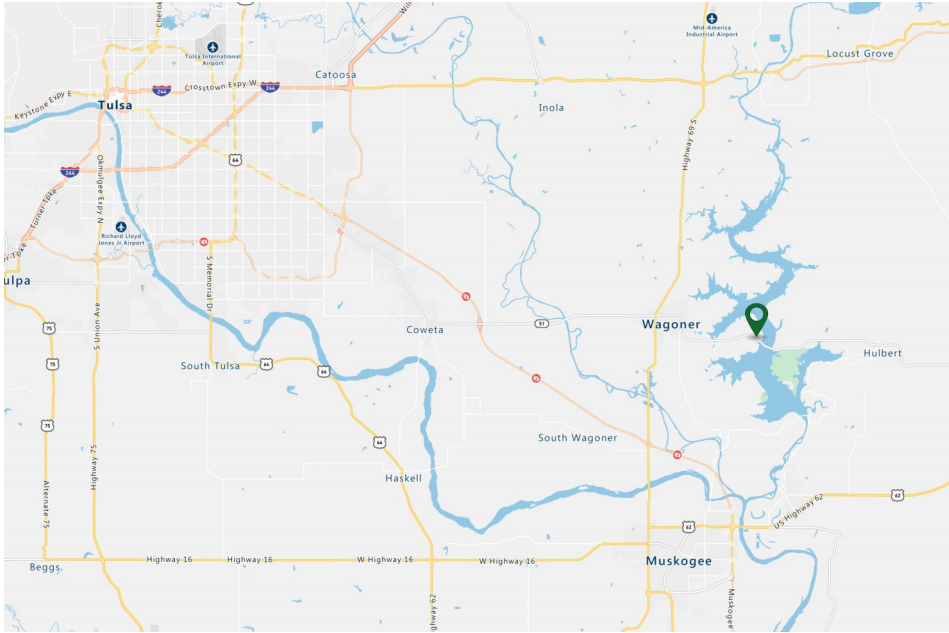 Mid-America
Industrial Airport
Tulsa International
Airport
Locust Grove
Catoosa
244
Crosstown Expy W
244
Keystone Expy E
Tulsa
Inola
Highway 69 S
64
Okmulgee Expy N
244
Turner Tpke
Richard Lloyd
Jones Jr Airport
S Memorial Dr
ulpa
S Union Ave
75
51
Wagoner
Coweta
Hulbert
75
South Tulsa
64
64
75
64
South Wagoner
Haskell
Highway 75
Alternate 75
62
US Highway 62
62
Beggs
Highway 16
Highway 16
W Highway 16
W Highway 16
Muskogee
Muskogee